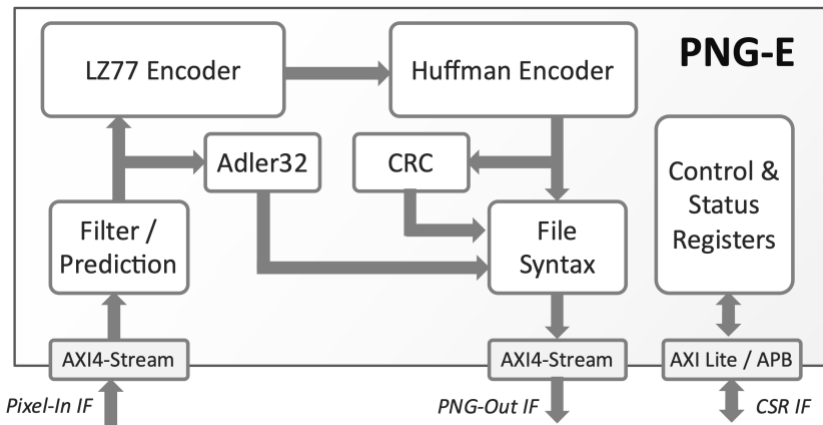 PNG-E
LZ77 Encoder
Huffman Encoder
Adler32
CRC
Control &
Status
Registers
Filter /
Prediction
File
Syntax
AXI4-Stream
AXI4-Stream
AXI Lite / APB
Pixel-In IF
PNG-Out IF
CSR IF